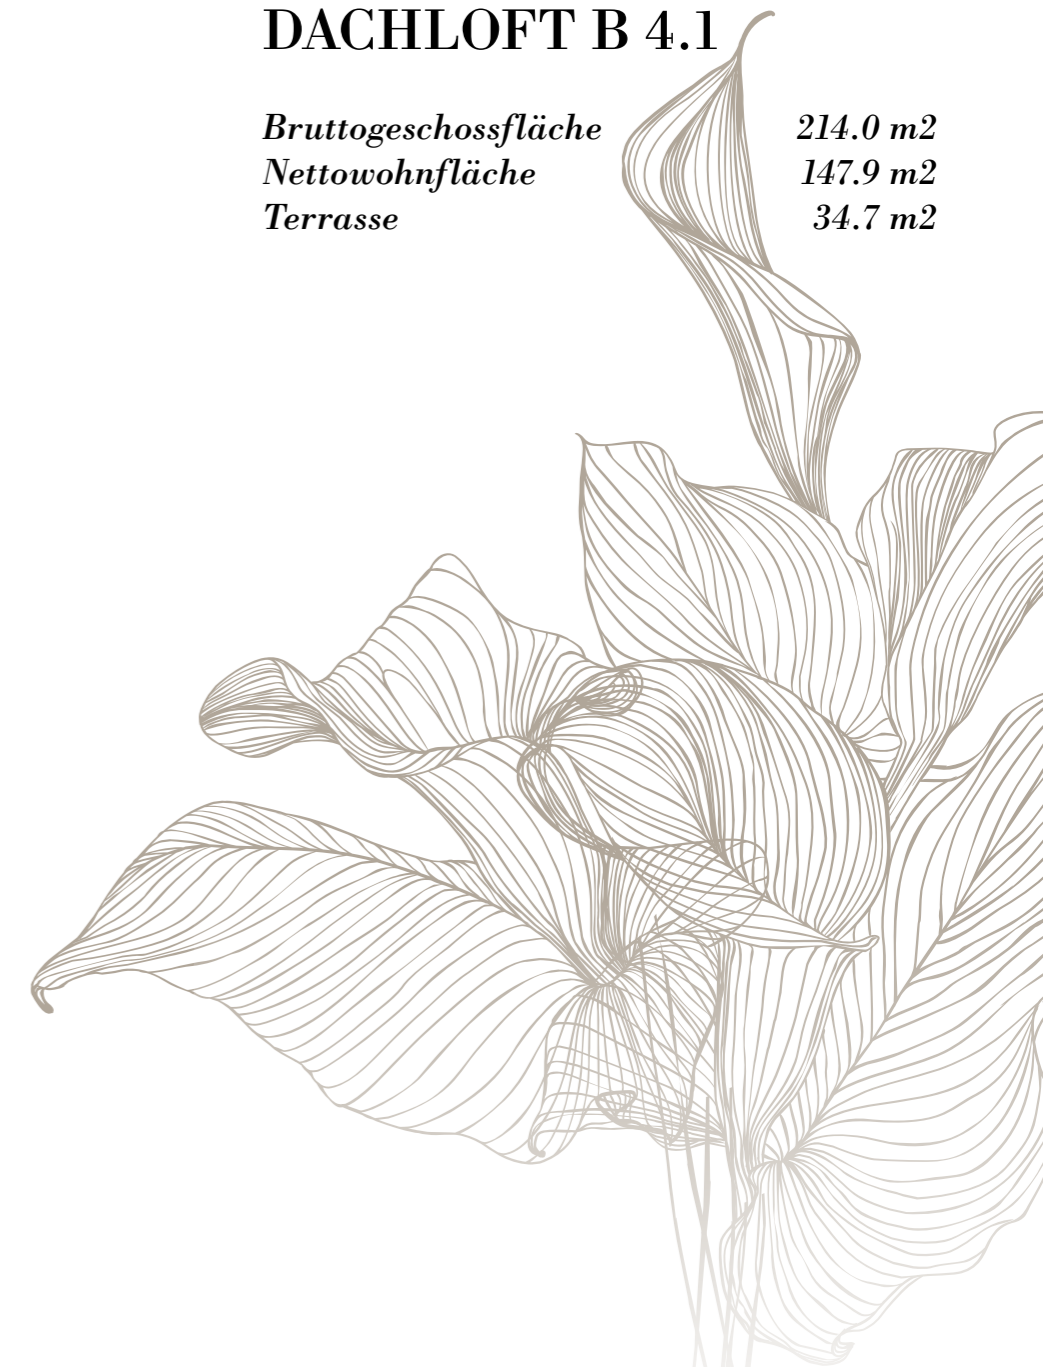 DACHLOFT B 4.1
Bruttogeschossfläche 214.0 m2
Nettowohnfläche 147.9 m2
Terrasse 34.7 m2